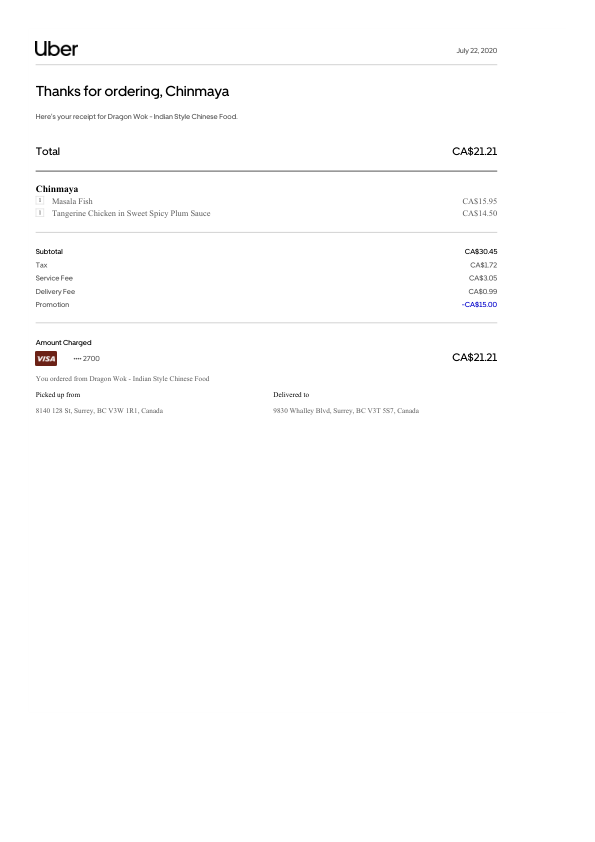 Uber
July 22, 2020
Thanks for ordering, Chinmaya
Here's your receipt for Dragon Wok - Indian Style Chinese Food.
Total CA$21.21
Chinmaya
1 Masala Fish CA$15.95
1 Tangerine Chicken in Sweet Spicy Plum Sauce CA$14.50
Subtotal CA$30.45
Tax CA$1.72
Service Fee CA$3.05
Delivery Fee CA$0.99
Promotion -CA$15.00
Amount Charged
VISA •••• 2700 CA$21.21
You ordered from Dragon Wok - Indian Style Chinese Food
Picked up from Delivered to
8140 128 St, Surrey, BC V3W 1R1, Canada 9830 Whalley Blvd, Surrey, BC V3T 5S7, Canada